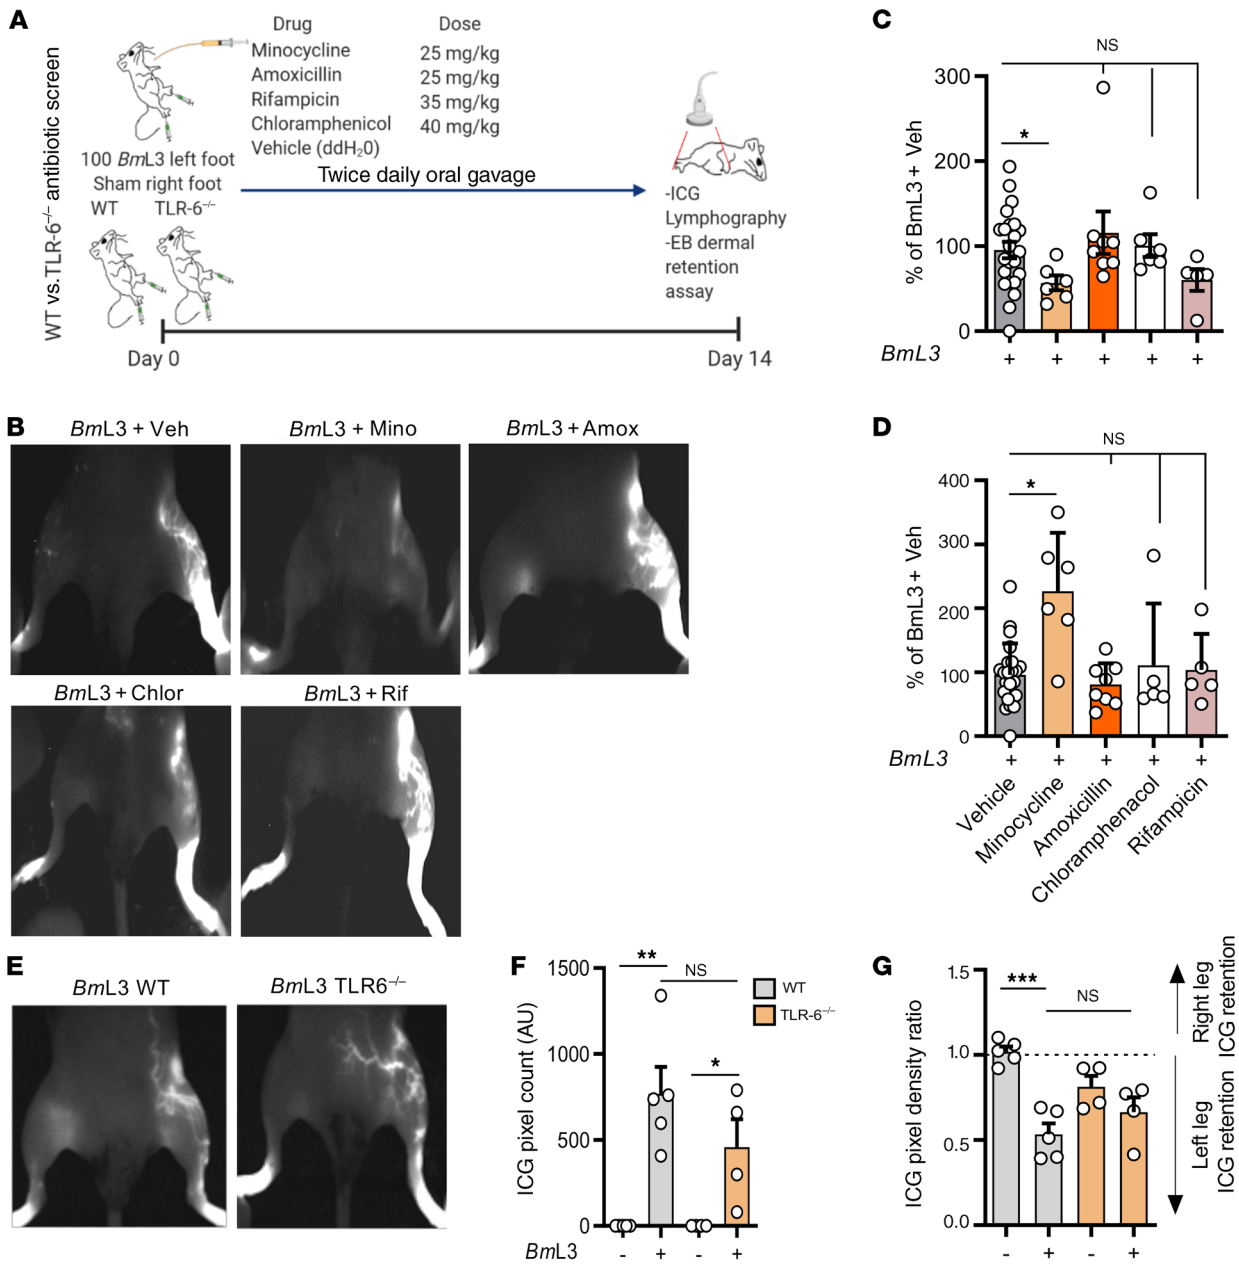 A
WT vs.TLR-6–/– antibiotic screen
Drug Dose
Minocycline 25 mg/kg
Amoxicillin 25 mg/kg
Rifampicin 35 mg/kg
Chloramphenicol 40 mg/kg
Vehicle (ddH20)
100 BmL3 left foot
Sham right foot
WT TLR-6–/–
Twice daily oral gavage
-ICG
Lymphography
-EB dermal
retention
assay
Day 0 Day 14
B
BmL3 + Veh BmL3 + Mino BmL3 + Amox
BmL3 + Chlor BmL3 + Rif
C
NS
*
% of BmL3 + Veh
300
200
100
0
BmL3 + + + + +
D
NS
*
% of BmL3 + Veh
400
300
200
100
0
BmL3 + + + + +
Vehicle
Minocycline
Amoxicillin
Chloramphenacol
Rifampicin
E
BmL3 WT BmL3 TLR6–/–
F
ICG pixel count (AU)
1500
1000
500
0
**
NS
*
WT
TLR-6–/–
BmL3 - + - +
G
ICG pixel density ratio
1.5
1.0
0.5
0.0
***
NS
- + - +
Right leg
ICG retention
Left leg
ICG retention